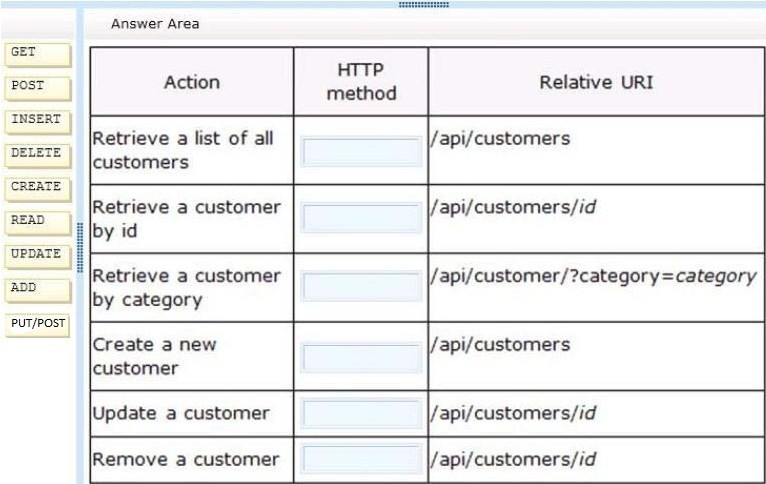 Answer Area
GET
POST
INSERT
DELETE
CREATE
READ
UPDATE
ADD
PUT/POST
Action
HTTP
method
Relative URI
Retrieve a list of all
customers
/api/customers
Retrieve a customer
by id
/api/customers/id
Retrieve a customer
by category
/api/customer/?category=category
Create a new
customer
/api/customers
Update a customer
/api/customers/id
Remove a customer
/api/customers/id